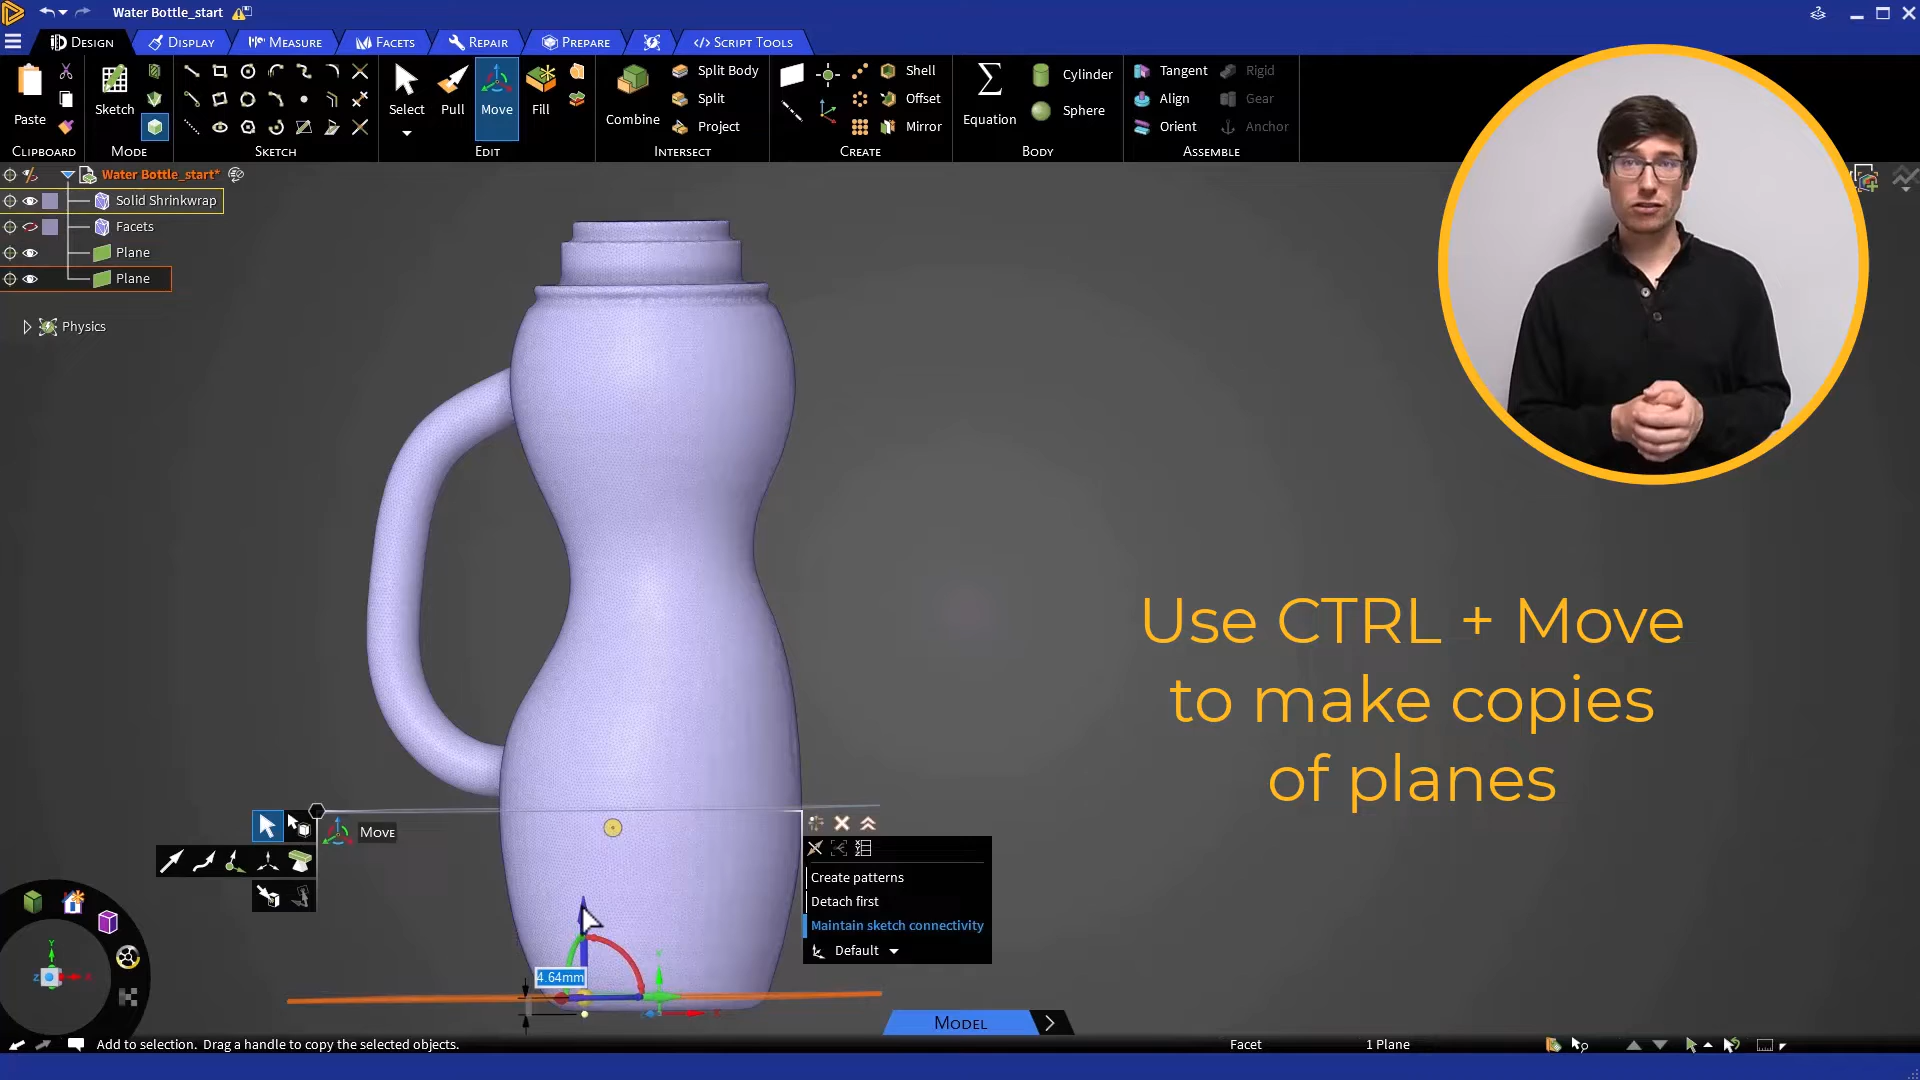 Water Bottle_start
Design
Display
Measure
Facets
Repair
Prepare
</> Script Tools
Paste
Sketch
Select
Pull
Move
Fill
Combine
Split Body
Split
Project
Shell
Offset
Mirror
Equation
Cylinder
Sphere
Tangent
Align
Orient
Rigid
Gear
Anchor
Clipboard
Mode
Sketch
Edit
Intersect
Create
Body
Assemble
Water Bottle_start*
Solid Shrinkwrap
Facets
Plane
Plane
Physics
Use CTRL + Move
to make copies
of planes
Move
Create patterns
Detach first
Maintain sketch connectivity
Default
4.64mm
Y
Z
X
Model
Add to selection. Drag a handle to copy the selected objects.
Facet
1 Plane